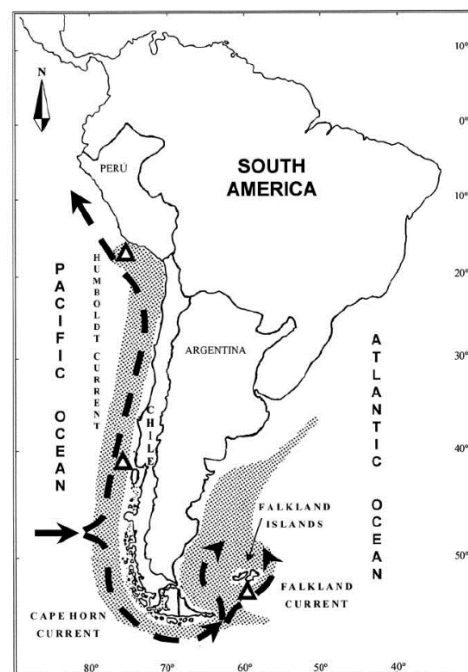 10°
N
0°
PERÚ
SOUTH
AMERICA
10°
PACIFIC OCEAN
HUMBOLDT CURRENT
20°
ATLANTIC OCEAN
ARGENTINA
30°
CHILE
40°
FALKLAND
ISLANDS
50°
FALKLAND
CURRENT
CAPE HORN
CURRENT
80° 70° 60° 50° 40°